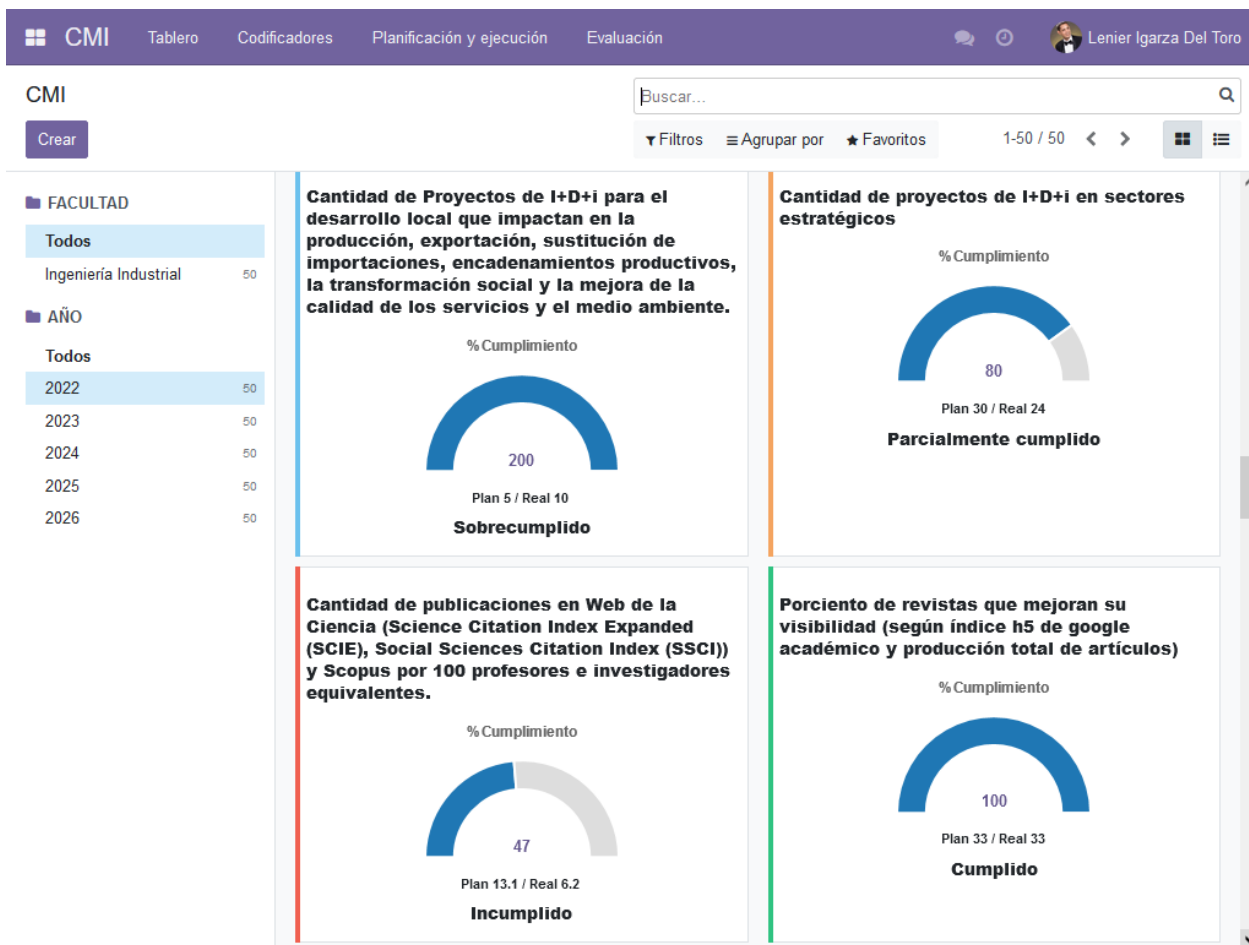 CMI Tablero Codificadores Planificación y ejecución Evaluación Lenier Igarza Del Toro
CMI
Buscar...
Crear
Filtros Agrupar por Favoritos 1-50 / 50
FACULTAD
Todos
Ingeniería Industrial 50
AÑO
Todos
2022 50
2023 50
2024 50
2025 50
2026 50
Cantidad de Proyectos de I+D+i para el
desarrollo local que impactan en la
producción, exportación, sustitución de
importaciones, encadenamientos productivos,
la transformación social y la mejora de la
calidad de los servicios y el medio ambiente.
% Cumplimiento
200
Plan 5 / Real 10
Sobrecumplido
Cantidad de proyectos de I+D+i en sectores
estratégicos
% Cumplimiento
80
Plan 30 / Real 24
Parcialmente cumplido
Cantidad de publicaciones en Web de la
Ciencia (Science Citation Index Expanded
(SCIE), Social Sciences Citation Index (SSCI))
y Scopus por 100 profesores e investigadores
equivalentes.
% Cumplimiento
47
Plan 13.1 / Real 6.2
Incumplido
Porciento de revistas que mejoran su
visibilidad (según índice h5 de google
académico y producción total de artículos)
% Cumplimiento
100
Plan 33 / Real 33
Cumplido